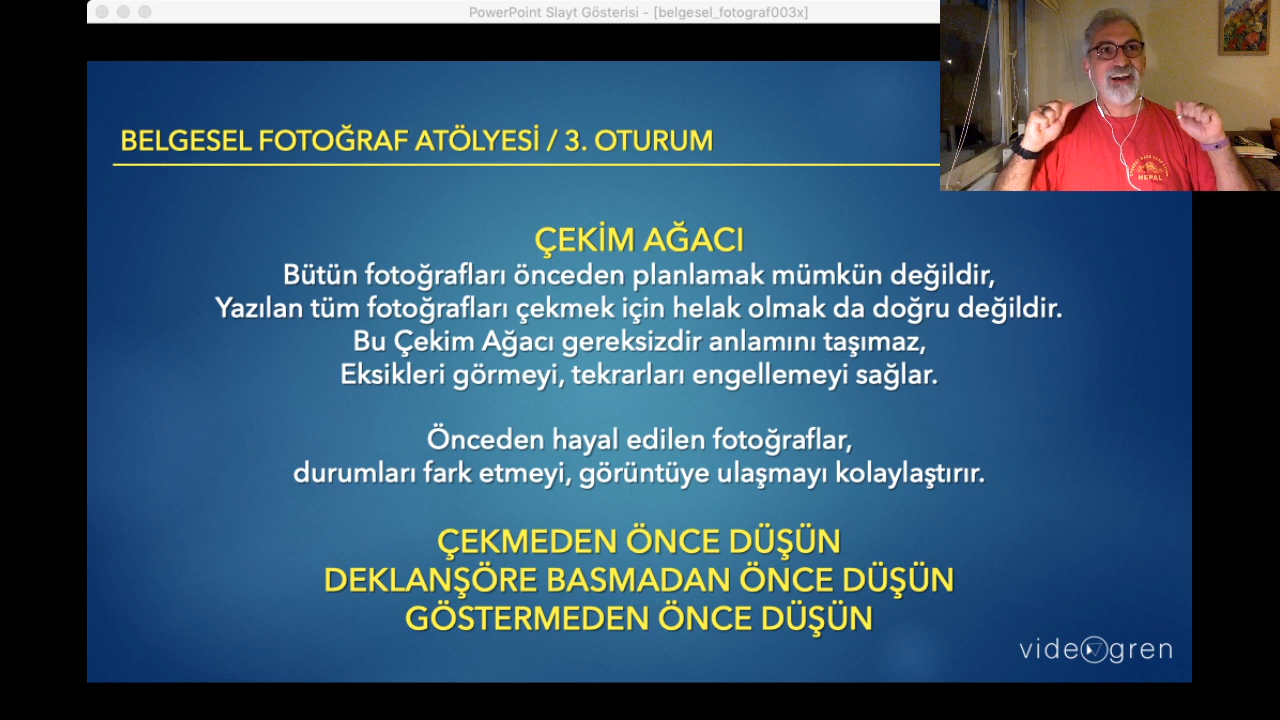 PowerPoint Slayt Gösterisi - [belgesel_fotograf003x]
BELGESEL FOTOĞRAF ATÖLYESİ / 3. OTURUM
ÇEKİM AĞACI
Bütün fotoğrafları önceden planlamak mümkün değildir,
Yazılan tüm fotoğrafları çekmek için helak olmak da doğru değildir.
Bu Çekim Ağacı gereksizdir anlamını taşımaz,
Eksikleri görmeyi, tekrarları engellemeyi sağlar.
Önceden hayal edilen fotoğraflar,
durumları fark etmeyi, görüntüye ulaşmayı kolaylaştırır.
ÇEKMEDEN ÖNCE DÜŞÜN
DEKLANŞÖRE BASMADAN ÖNCE DÜŞÜN
GÖSTERMEDEN ÖNCE DÜŞÜN
videogren
NEPAL